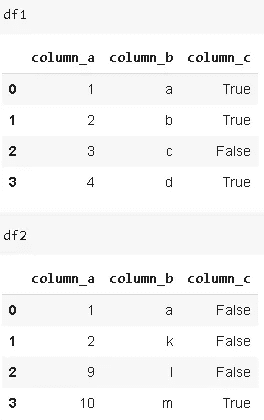 df1
column_a column_b column_c
0 1 a True
1 2 b True
2 3 c False
3 4 d True
df2
column_a column_b column_c
0 1 a False
1 2 k False
2 9 l False
3 10 m True